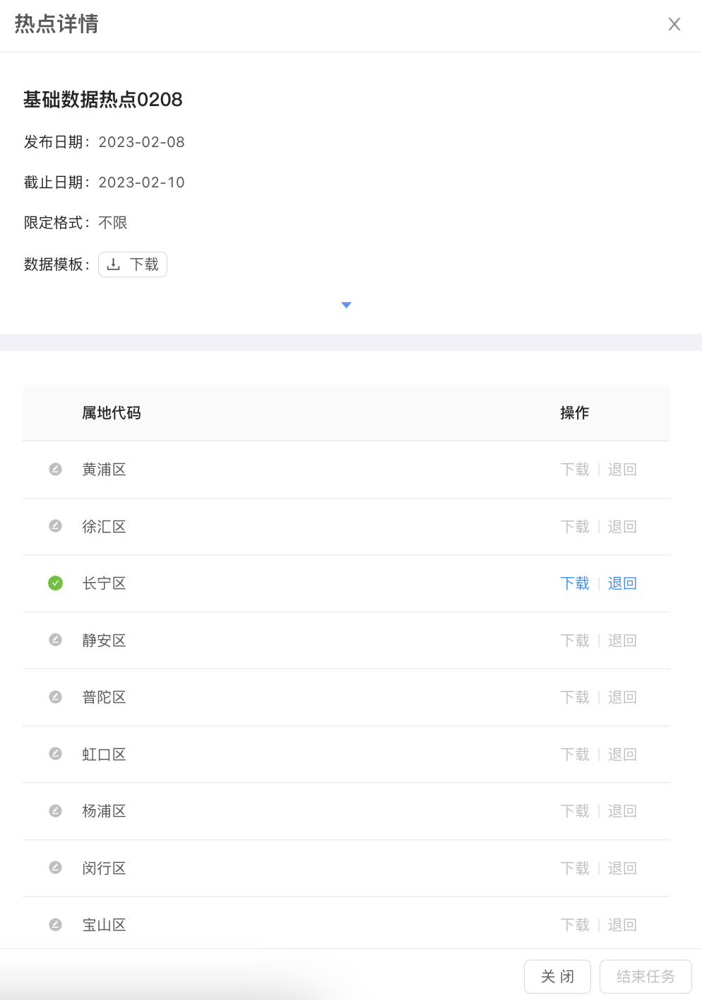 热点详情
基础数据热点0208
发布日期：2023-02-08
截止日期：2023-02-10
限定格式：不限
数据模板：下载
属地代码 操作
黄浦区 下载 退回
徐汇区 下载 退回
长宁区 下载 退回
静安区 下载 退回
普陀区 下载 退回
虹口区 下载 退回
杨浦区 下载 退回
闵行区 下载 退回
宝山区 下载 退回
关 闭 结束任务